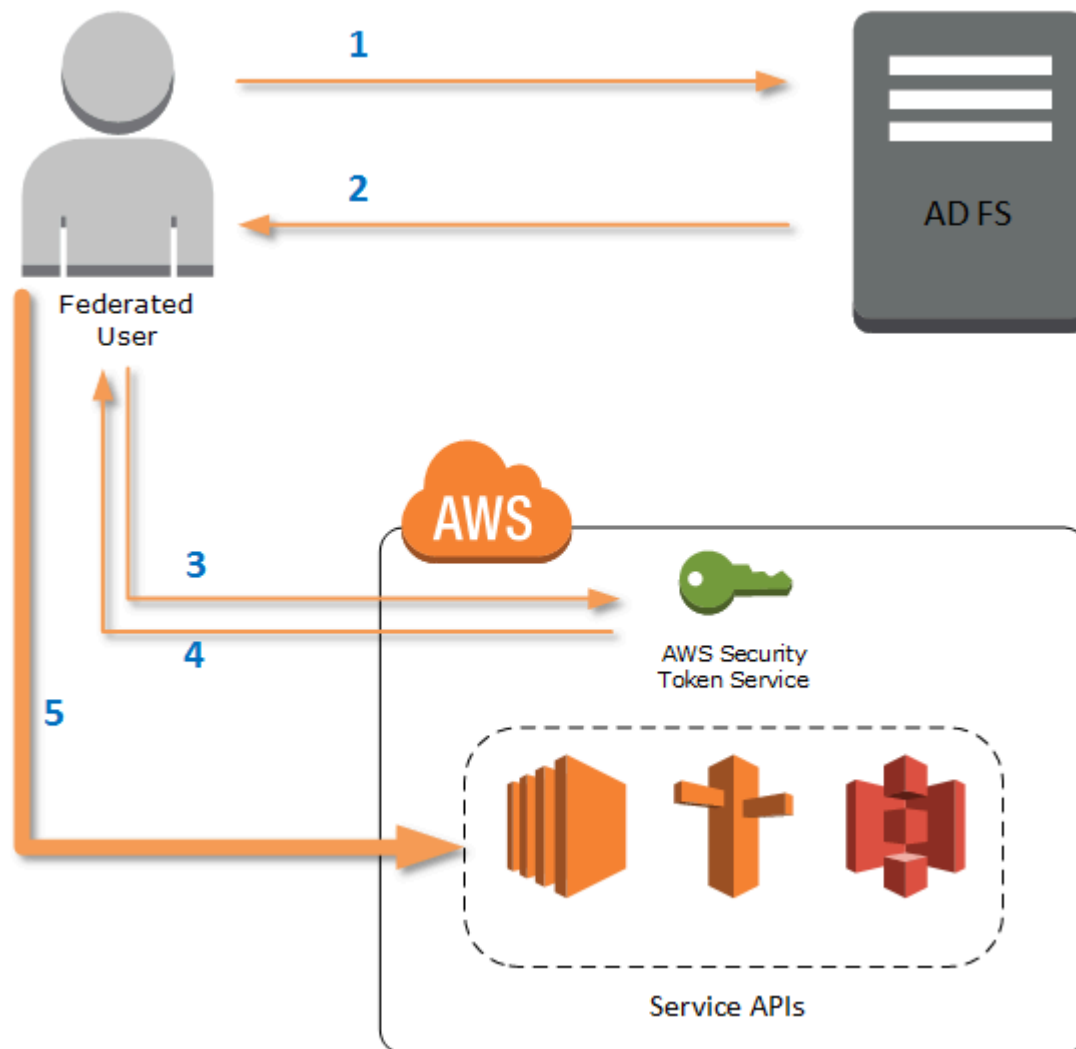 1
2
AD FS
Federated
User
AWS
3
4
AWS Security
Token Service
5
Service APIs